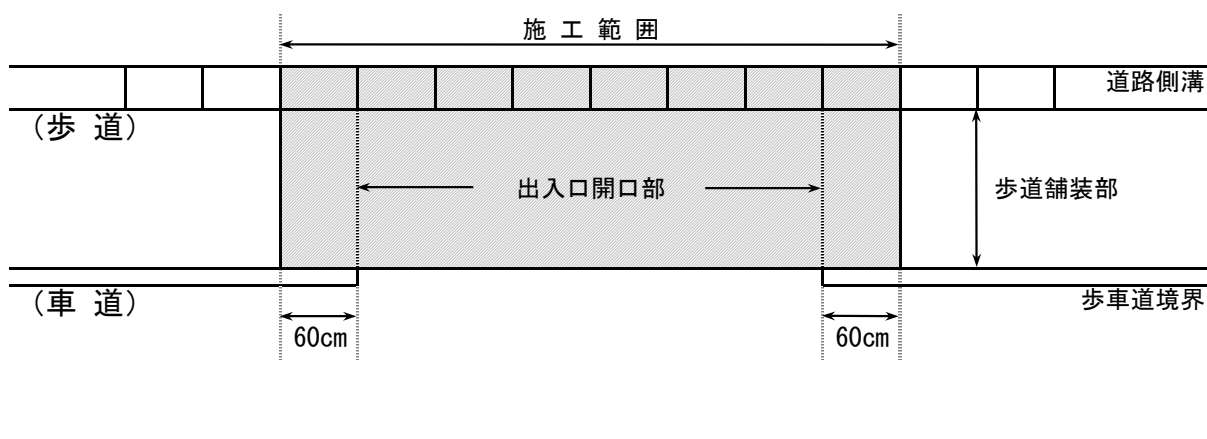 施 工 範 囲
道路側溝
（歩 道）
出入口開口部
歩道舗装部
（車 道）
歩車道境界
60cm
60cm